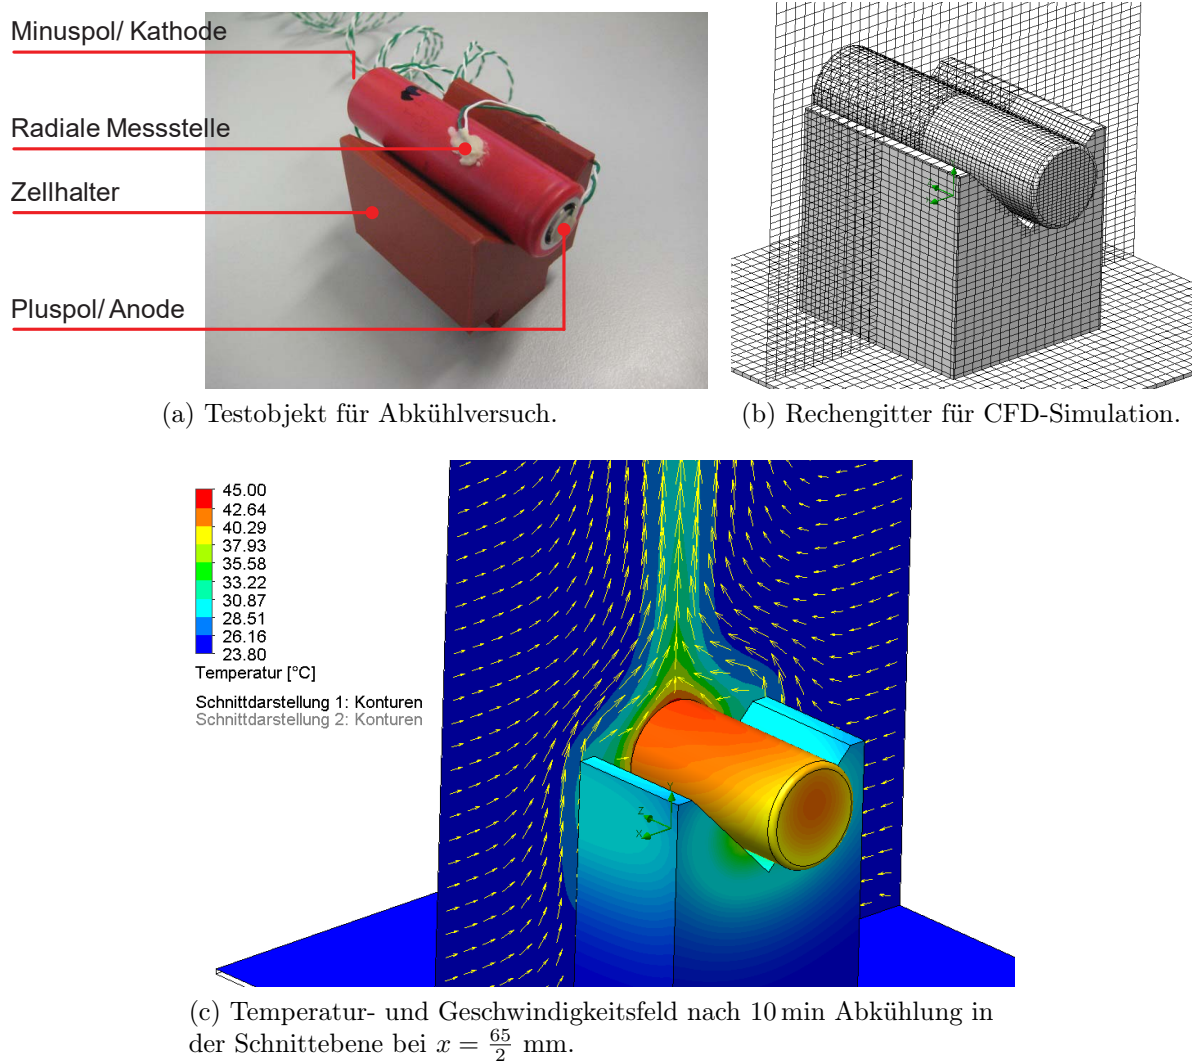 Minuspol/ Kathode
Radiale Messstelle
Zellhalter
Pluspol/ Anode
(a) Testobjekt für Abkühlversuch.
(b) Rechengitter für CFD-Simulation.
45.00
42.64
40.29
37.93
35.58
33.22
30.87
28.51
26.16
23.80
Temperatur [°C]
Schnittdarstellung 1: Konturen
Schnittdarstellung 2: Konturen
Y
Z
X
(c) Temperatur- und Geschwindigkeitsfeld nach 10 min Abkühlung in
der Schnittebene bei x = 65/2 mm.